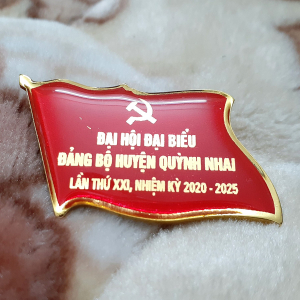 ĐẠI HỘI ĐẠI BIỂU
ĐẢNG BỘ HUYỆN QUỲNH NHAI
LẦN THỨ XXI, NHIỆM KỲ 2020 - 2025